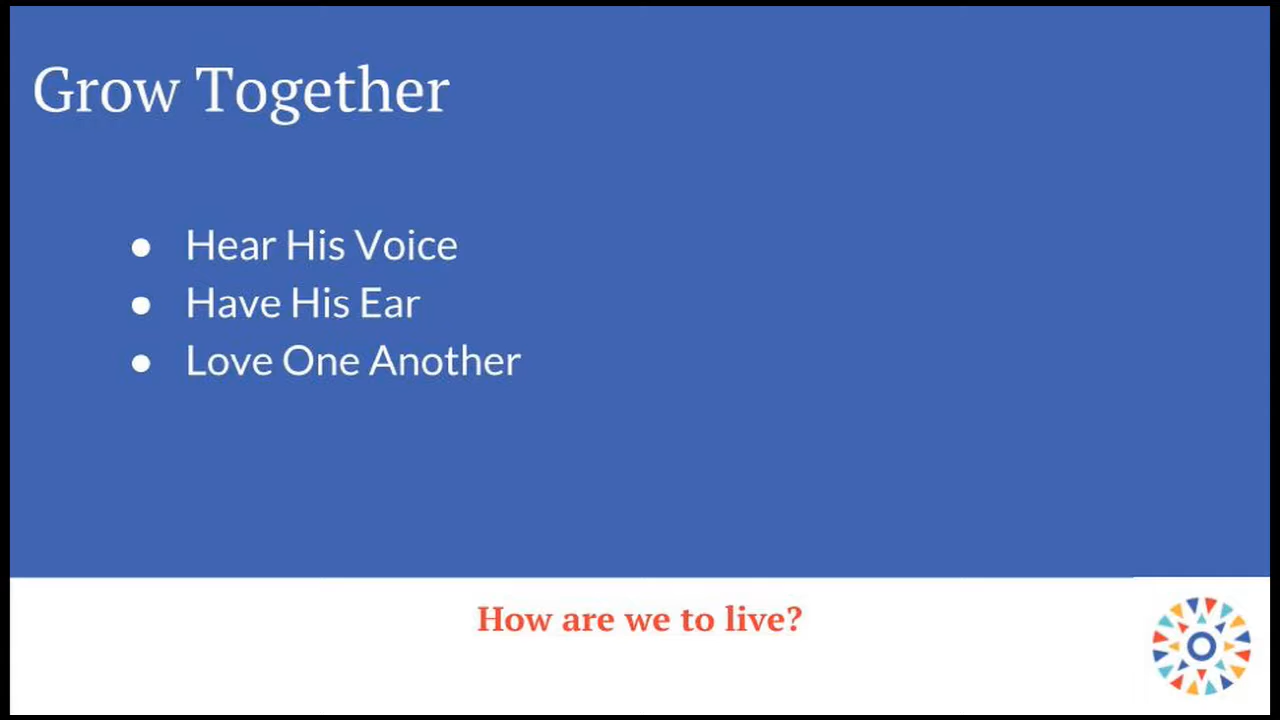 Grow Together
● Hear His Voice
● Have His Ear
● Love One Another
How are we to live?